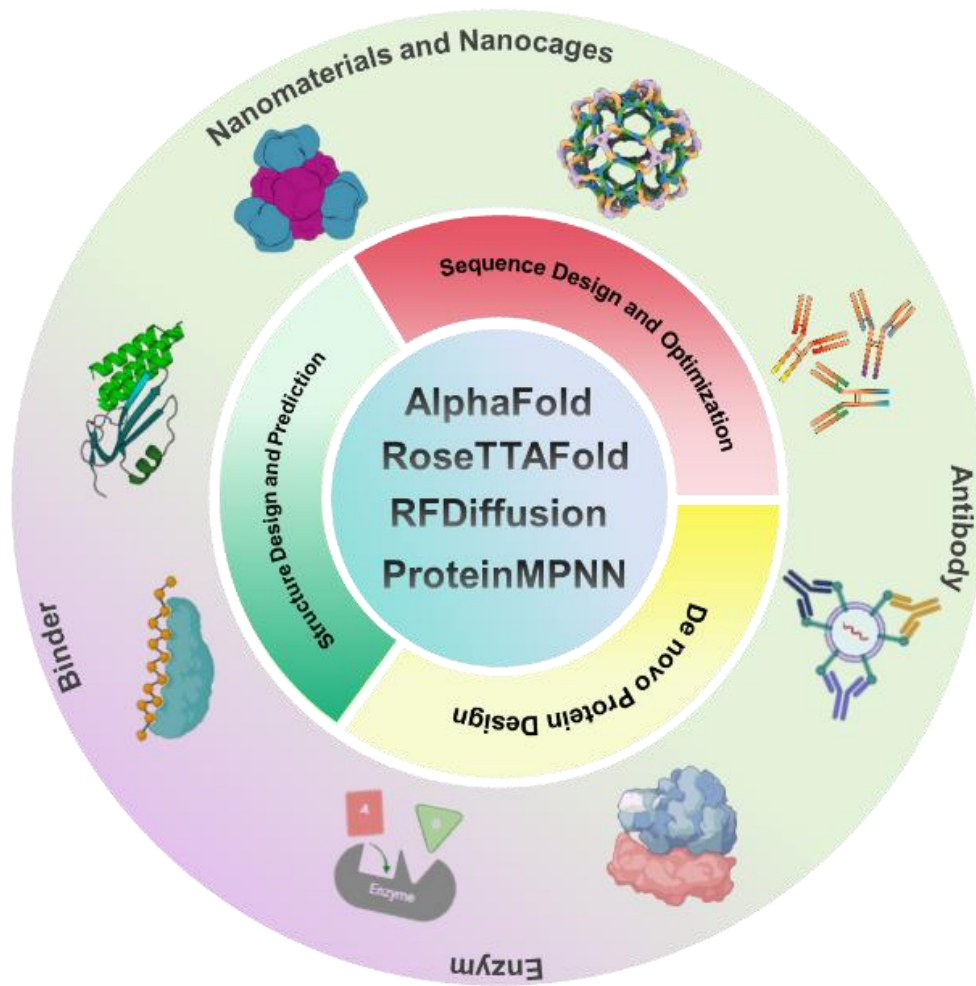 Nanomaterials and Nanocages
Sequence Design and Optimization
Structure Design and Prediction
AlphaFold
RoseTTAFold
RFDiffusion
ProteinMPNN
De novo Protein Design
Antibody
Binder
A
Enzyme
Enzym